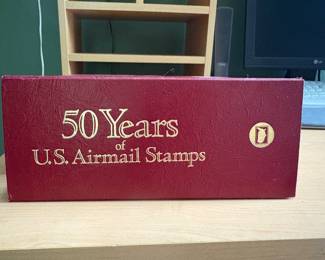 50 Years
of
U.S. Airmail Stamps